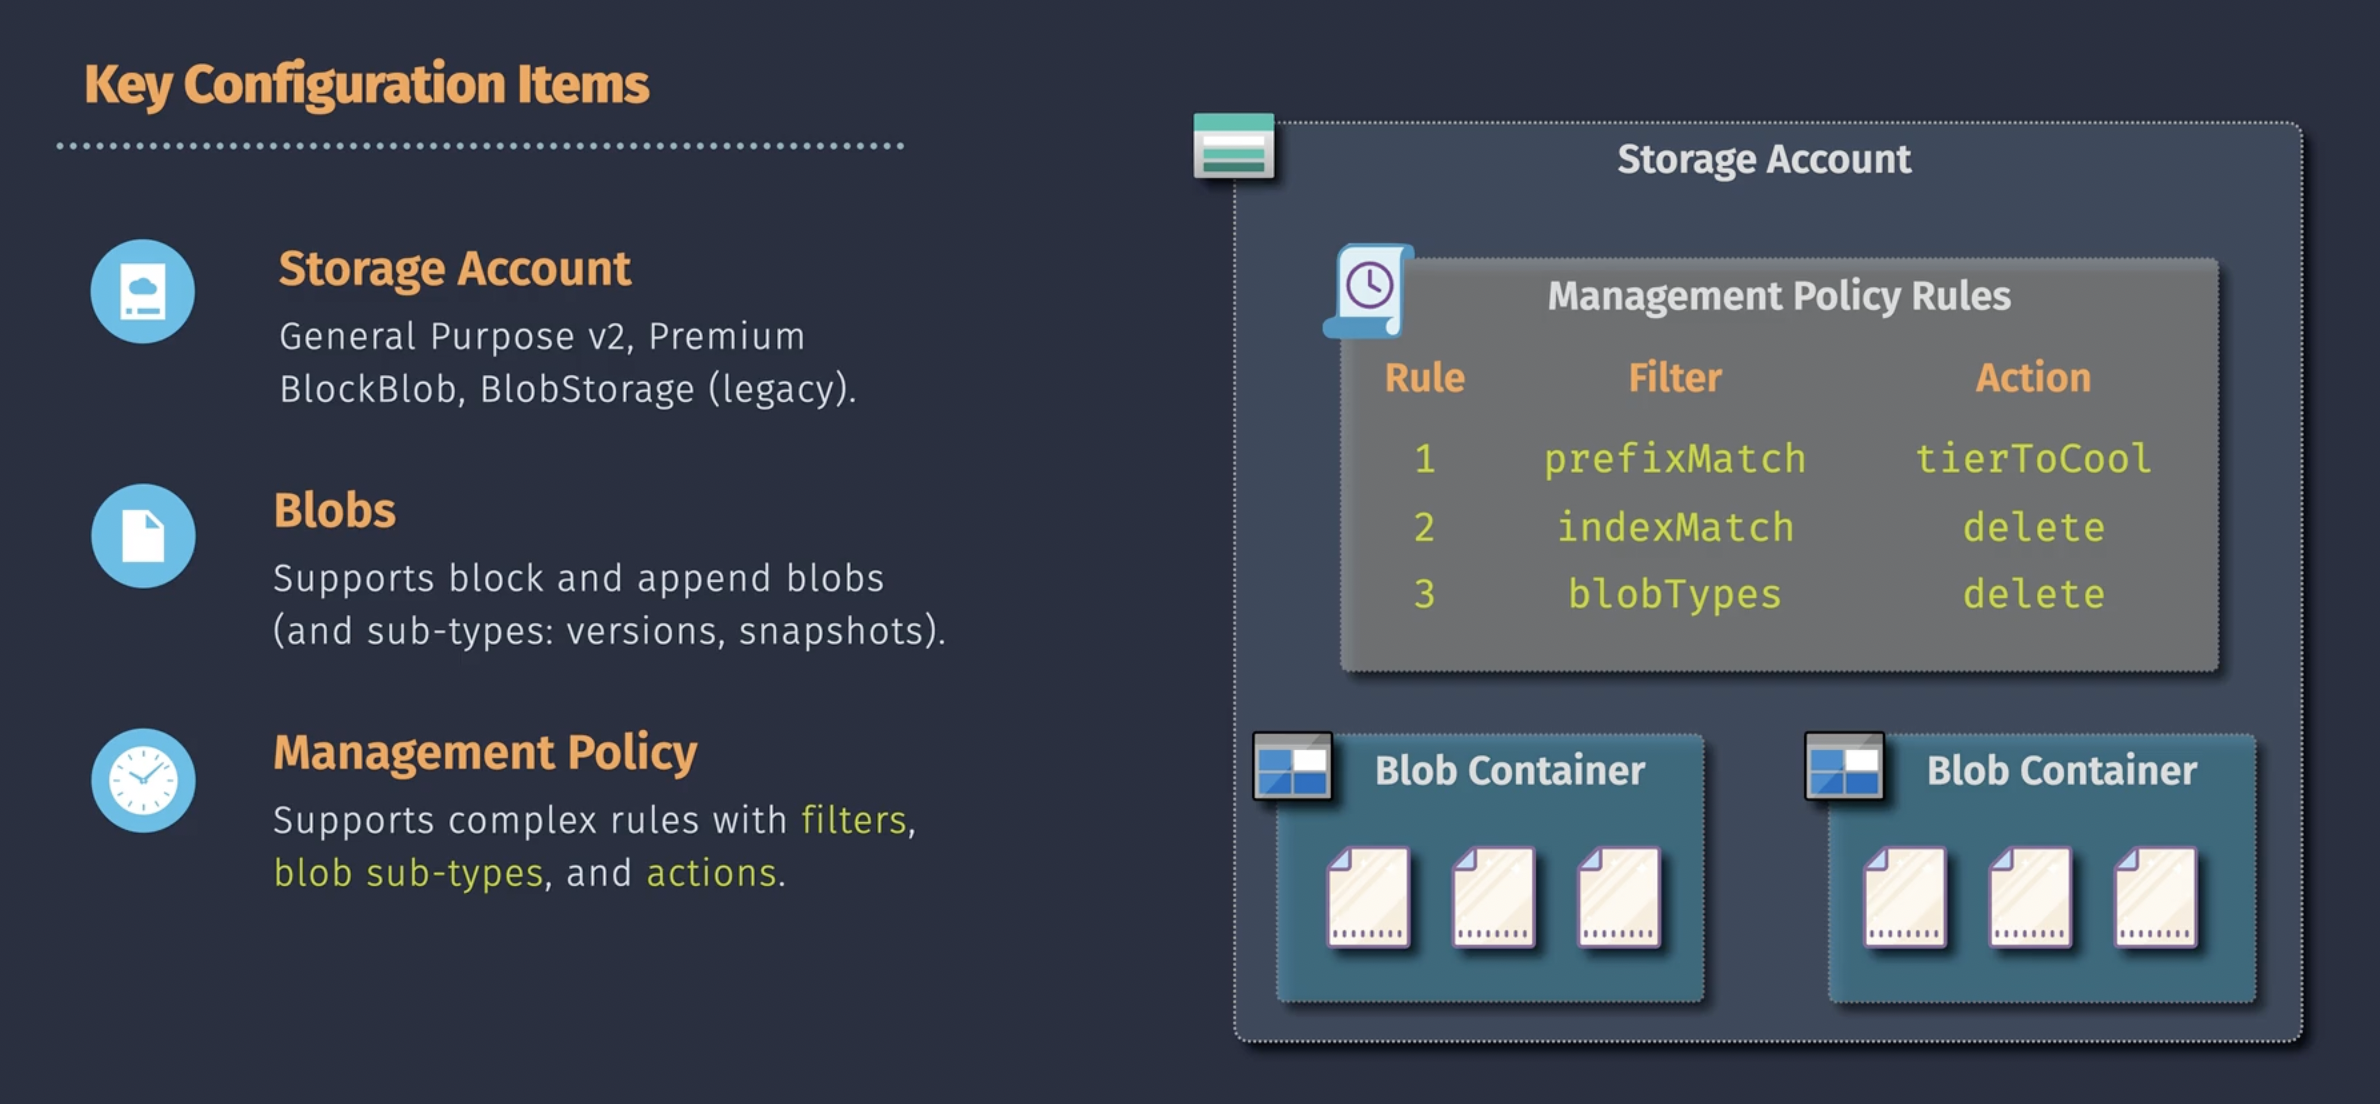 Key Configuration Items
Storage Account
General Purpose v2, Premium
BlockBlob, BlobStorage (legacy).
Blobs
Supports block and append blobs
(and sub-types: versions, snapshots).
Management Policy
Supports complex rules with filters,
blob sub-types, and actions.
Storage Account
Management Policy Rules
Rule Filter Action
1 prefixMatch tierToCool
2 indexMatch delete
3 blobTypes delete
Blob Container
Blob Container